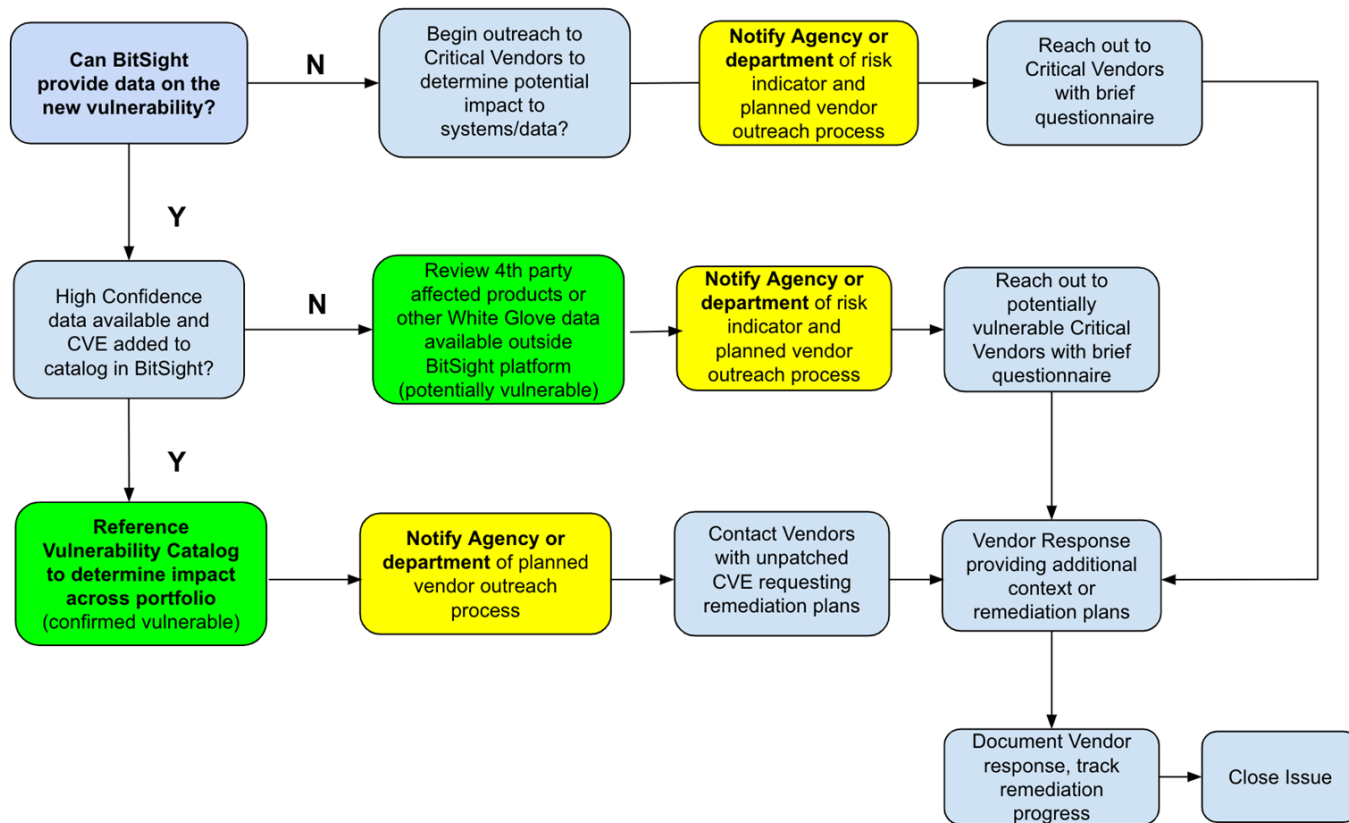 Can BitSight
provide data on the
new vulnerability?
N
Begin outreach to
Critical Vendors to
determine potential
impact to
systems/data?
Notify Agency or
department of risk
indicator and
planned vendor
outreach process
Reach out to
Critical Vendors
with brief
questionnaire
Y
High Confidence
data available and
CVE added to
catalog in BitSight?
N
Review 4th party
affected products or
other White Glove data
available outside
BitSight platform
(potentially vulnerable)
Notify Agency or
department of risk
indicator and
planned vendor
outreach process
Reach out to
potentially
vulnerable Critical
Vendors with brief
questionnaire
Y
Reference
Vulnerability Catalog
to determine impact
across portfolio
(confirmed vulnerable)
Notify Agency or
department of planned
vendor outreach
process
Contact Vendors
with unpatched
CVE requesting
remediation plans
Vendor Response
providing additional
context or
remediation plans
Document Vendor
response, track
remediation
progress
Close Issue